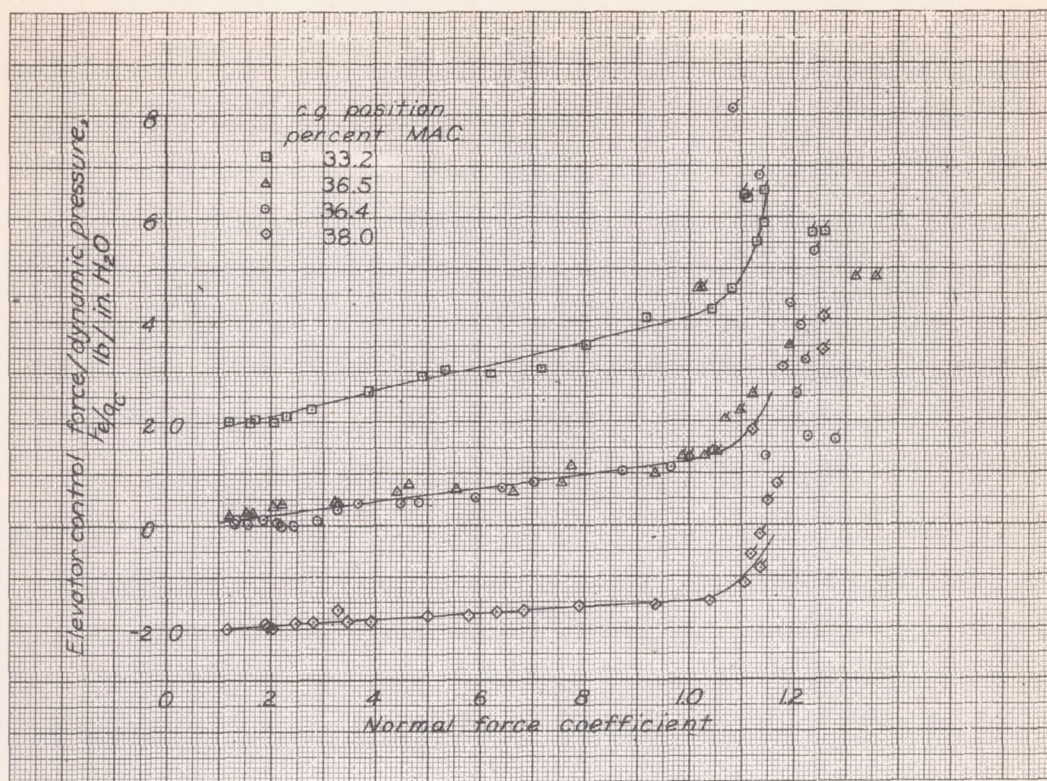 Elevator control force/dynamic pressure,
Fe/qc lb/in. H2O
c.g. position
percent MAC
33.2
36.5
36.4
38.0
8
6
4
2 0
0
-2 0
0 .2 .4 .6 .8 1.0 1.2
Normal force coefficient